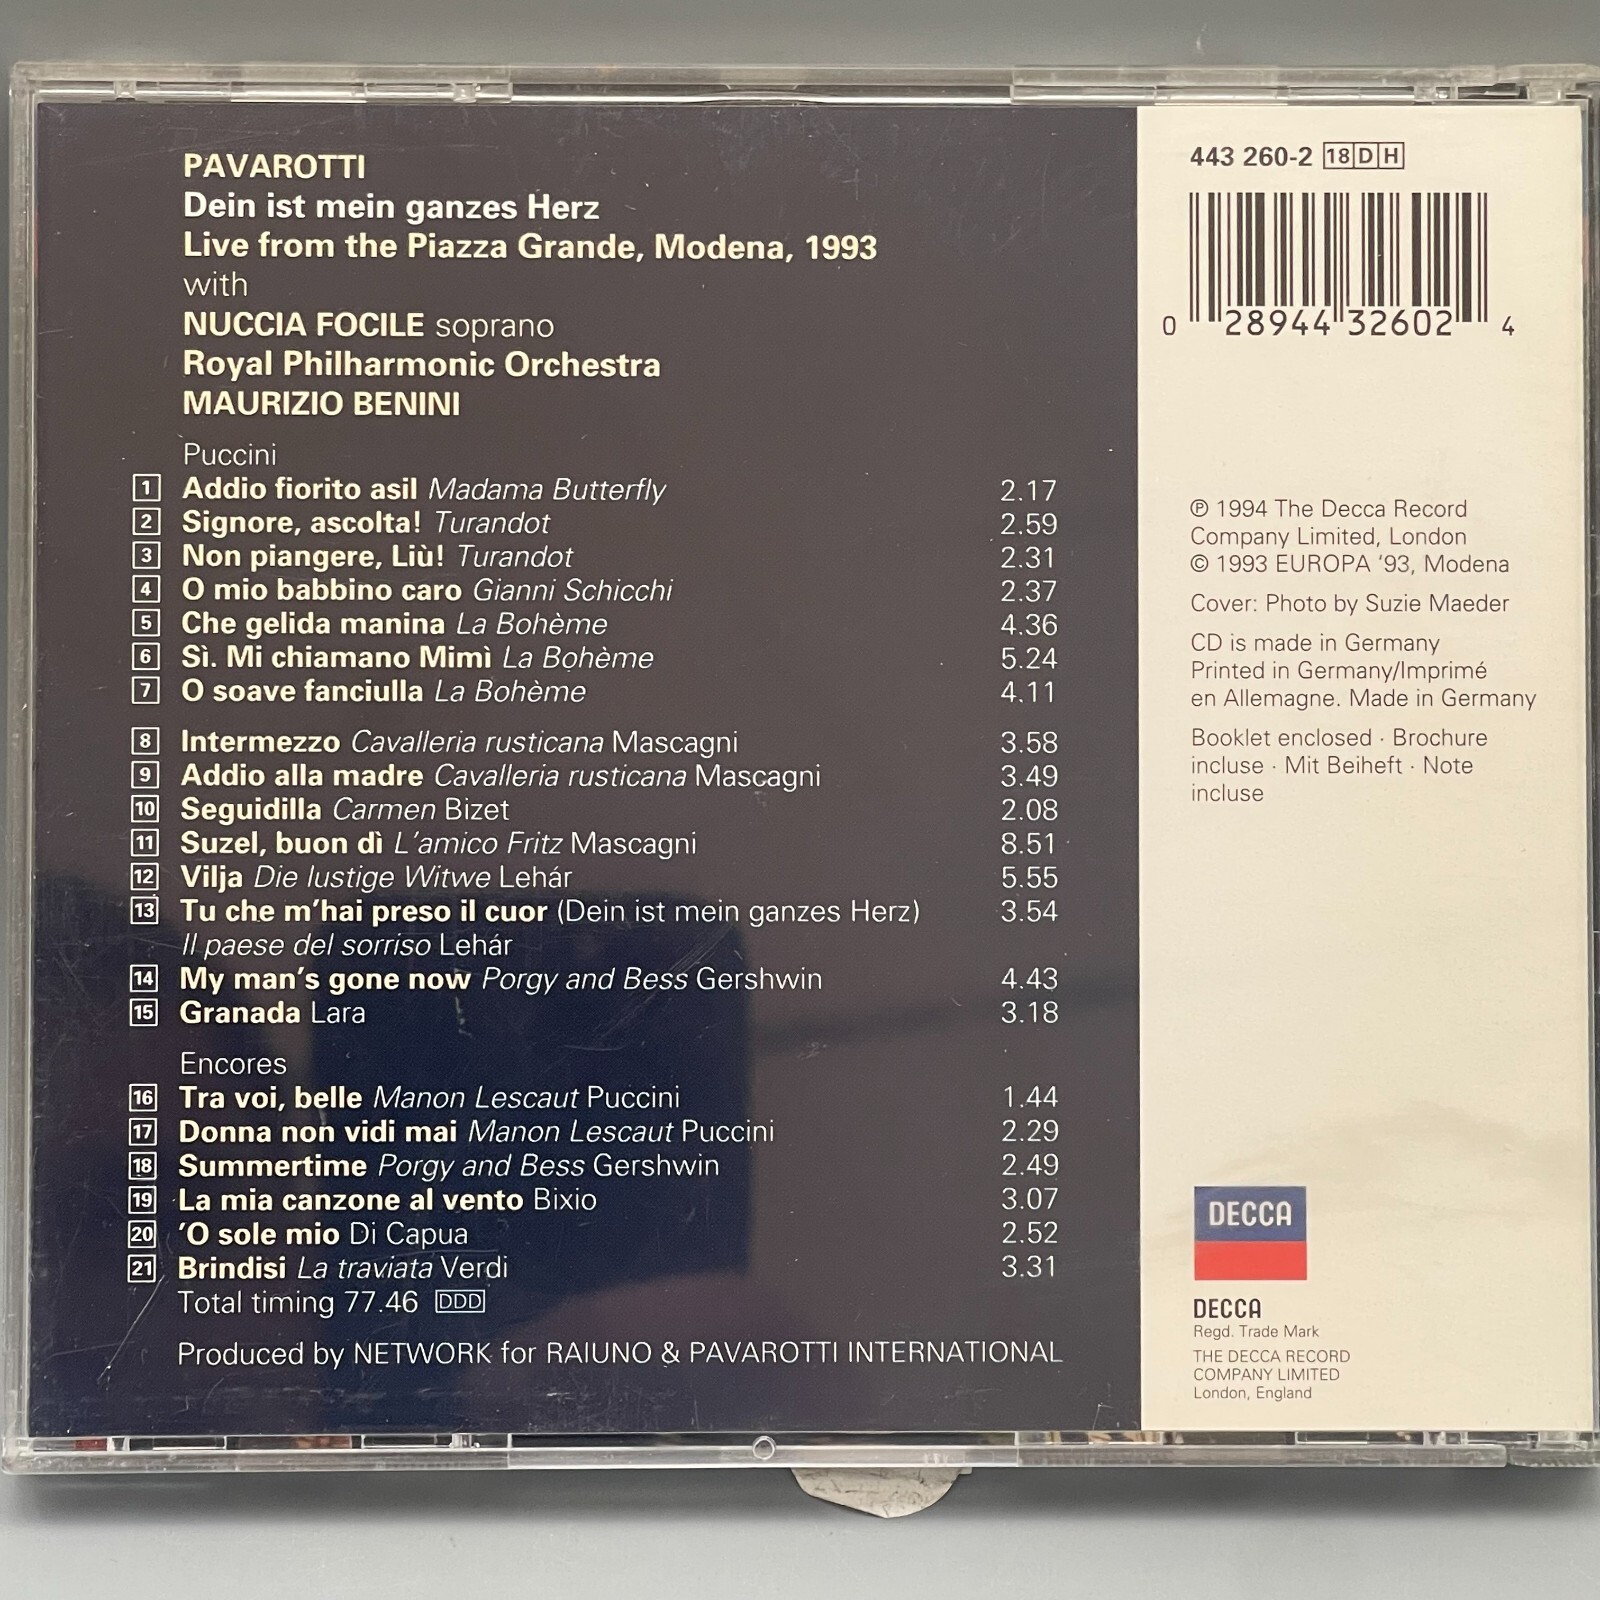 PAVAROTTI
Dein ist mein ganzes Herz
Live from the Piazza Grande, Modena, 1993
with
NUCCIA FOCILE soprano
Royal Philharmonic Orchestra
MAURIZIO BENINI
Puccini
1 Addio fiorito asil Madama Butterfly 2.17
2 Signore, ascolta! Turandot 2.59
3 Non piangere, Liù! Turandot 2.31
4 O mio babbino caro Gianni Schicchi 2.37
5 Che gelida manina La Bohème 4.36
6 Sì. Mi chiamano Mimì La Bohème 5.24
7 O soave fanciulla La Bohème 4.11
8 Intermezzo Cavalleria rusticana Mascagni 3.58
9 Addio alla madre Cavalleria rusticana Mascagni 3.49
10 Seguidilla Carmen Bizet 2.08
11 Suzel, buon dì L'amico Fritz Mascagni 8.51
12 Vilja Die lustige Witwe Lehár 5.55
13 Tu che m'hai preso il cuor (Dein ist mein ganzes Herz) 3.54
Il paese del sorriso Lehár
14 My man's gone now Porgy and Bess Gershwin 4.43
15 Granada Lara 3.18
Encores
16 Tra voi, belle Manon Lescaut Puccini 1.44
17 Donna non vidi mai Manon Lescaut Puccini 2.29
18 Summertime Porgy and Bess Gershwin 2.49
19 La mia canzone al vento Bixio 3.07
20 'O sole mio Di Capua 2.52
21 Brindisi La traviata Verdi 3.31
Total timing 77.46 DDD
Produced by NETWORK for RAIUNO & PAVAROTTI INTERNATIONAL
443 260-2 18 D H
0 28944 32602 4
℗ 1994 The Decca Record
Company Limited, London
© 1993 EUROPA '93, Modena
Cover: Photo by Suzie Maeder
CD is made in Germany
Printed in Germany/Imprimé
en Allemagne. Made in Germany
Booklet enclosed · Brochure
incluse · Mit Beiheft · Note
incluse
DECCA
DECCA
Regd. Trade Mark
THE DECCA RECORD
COMPANY LIMITED
London, England